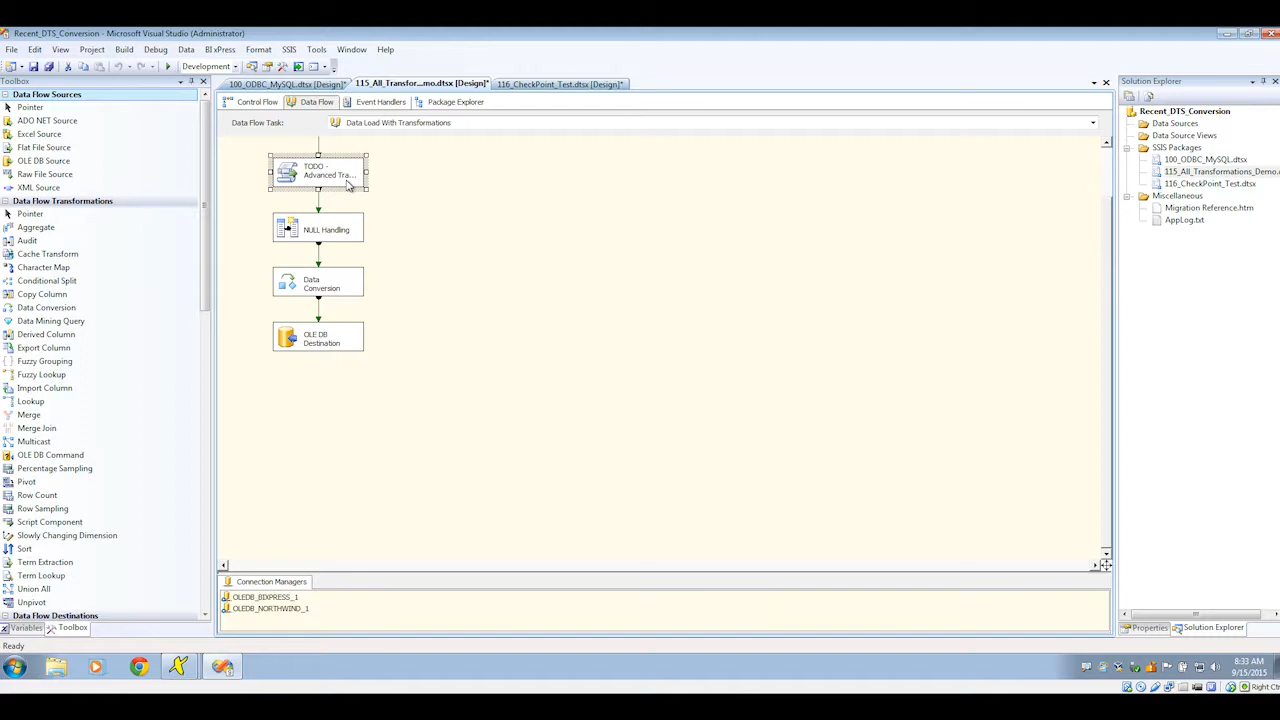 Recent_DTS_Conversion - Microsoft Visual Studio (Administrator)
File Edit View Project Build Debug Data BI xPress Format SSIS Tools Window Help
Development
Toolbox
Data Flow Sources
Pointer
ADO NET Source
Excel Source
Flat File Source
OLE DB Source
Raw File Source
XML Source
Data Flow Transformations
Pointer
Aggregate
Audit
Cache Transform
Character Map
Conditional Split
Copy Column
Data Conversion
Data Mining Query
Derived Column
Export Column
Fuzzy Grouping
Fuzzy Lookup
Import Column
Lookup
Merge
Merge Join
Multicast
OLE DB Command
Percentage Sampling
Pivot
Row Count
Row Sampling
Script Component
Slowly Changing Dimension
Sort
Term Extraction
Term Lookup
Union All
Unpivot
Data Flow Destinations
Variables Toolbox
100_ODBC_MySQL.dtsx [Design]* 115_All_Transfor...mo.dtsx [Design]* 116_CheckPoint_Test.dtsx [Design]*
Control Flow Data Flow Event Handlers Package Explorer
Data Flow Task: Data Load With Transformations
TODO -
Advanced Tra...
NULL Handling
Data
Conversion
OLE DB
Destination
Connection Managers
OLEDB_BIXPRESS_1
OLEDB_NORTHWIND_1
Solution Explorer
Recent_DTS_Conversion
Data Sources
Data Source Views
SSIS Packages
100_ODBC_MySQL.dtsx
115_All_Transformations_Demo.
116_CheckPoint_Test.dtsx
Miscellaneous
Migration Reference.htm
AppLog.txt
Properties Solution Explorer
Ready
8:33 AM
9/15/2015
Right Ctrl